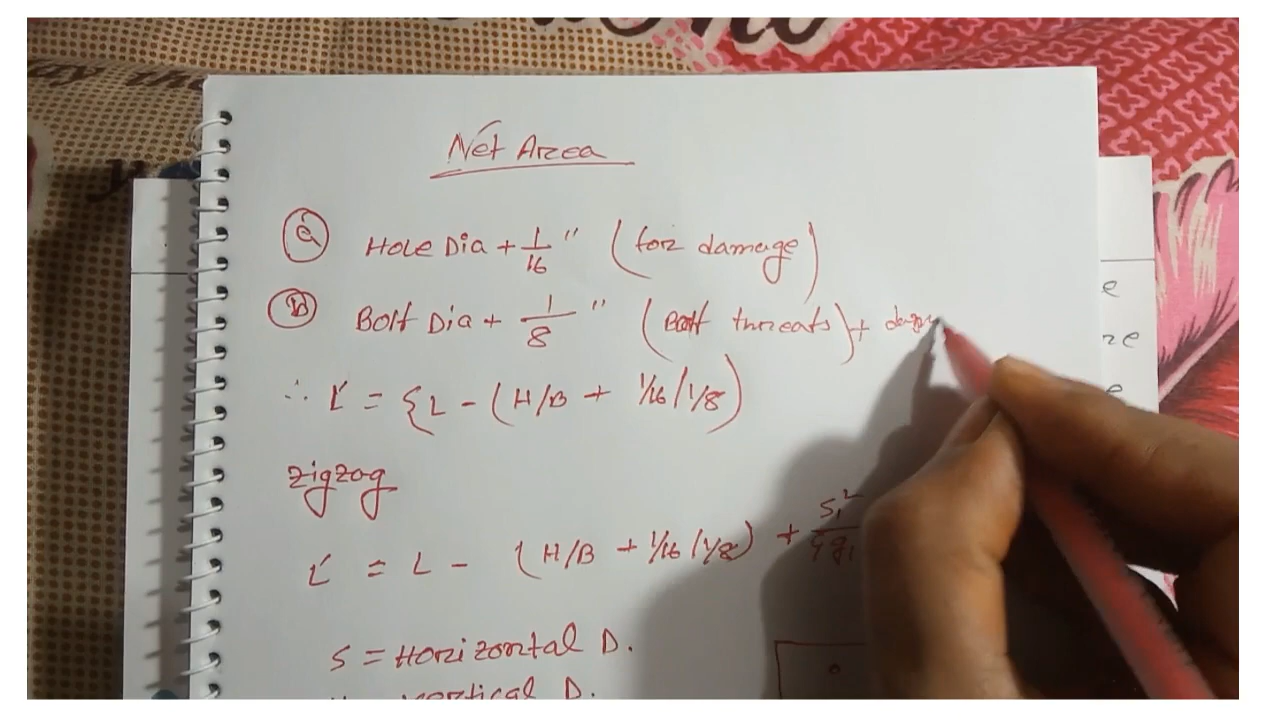 Net Area
a Hole Dia + 1/16" (for damage)
b Bolt Dia + 1/8" (Bolt threats) +
∴ L' = {L - (H/B + 1/16/1/8)
zigzag
L' = L - (H/B + 1/16/1/8) + S₁²/4g₁
S = Horizontal D.
vertical D.